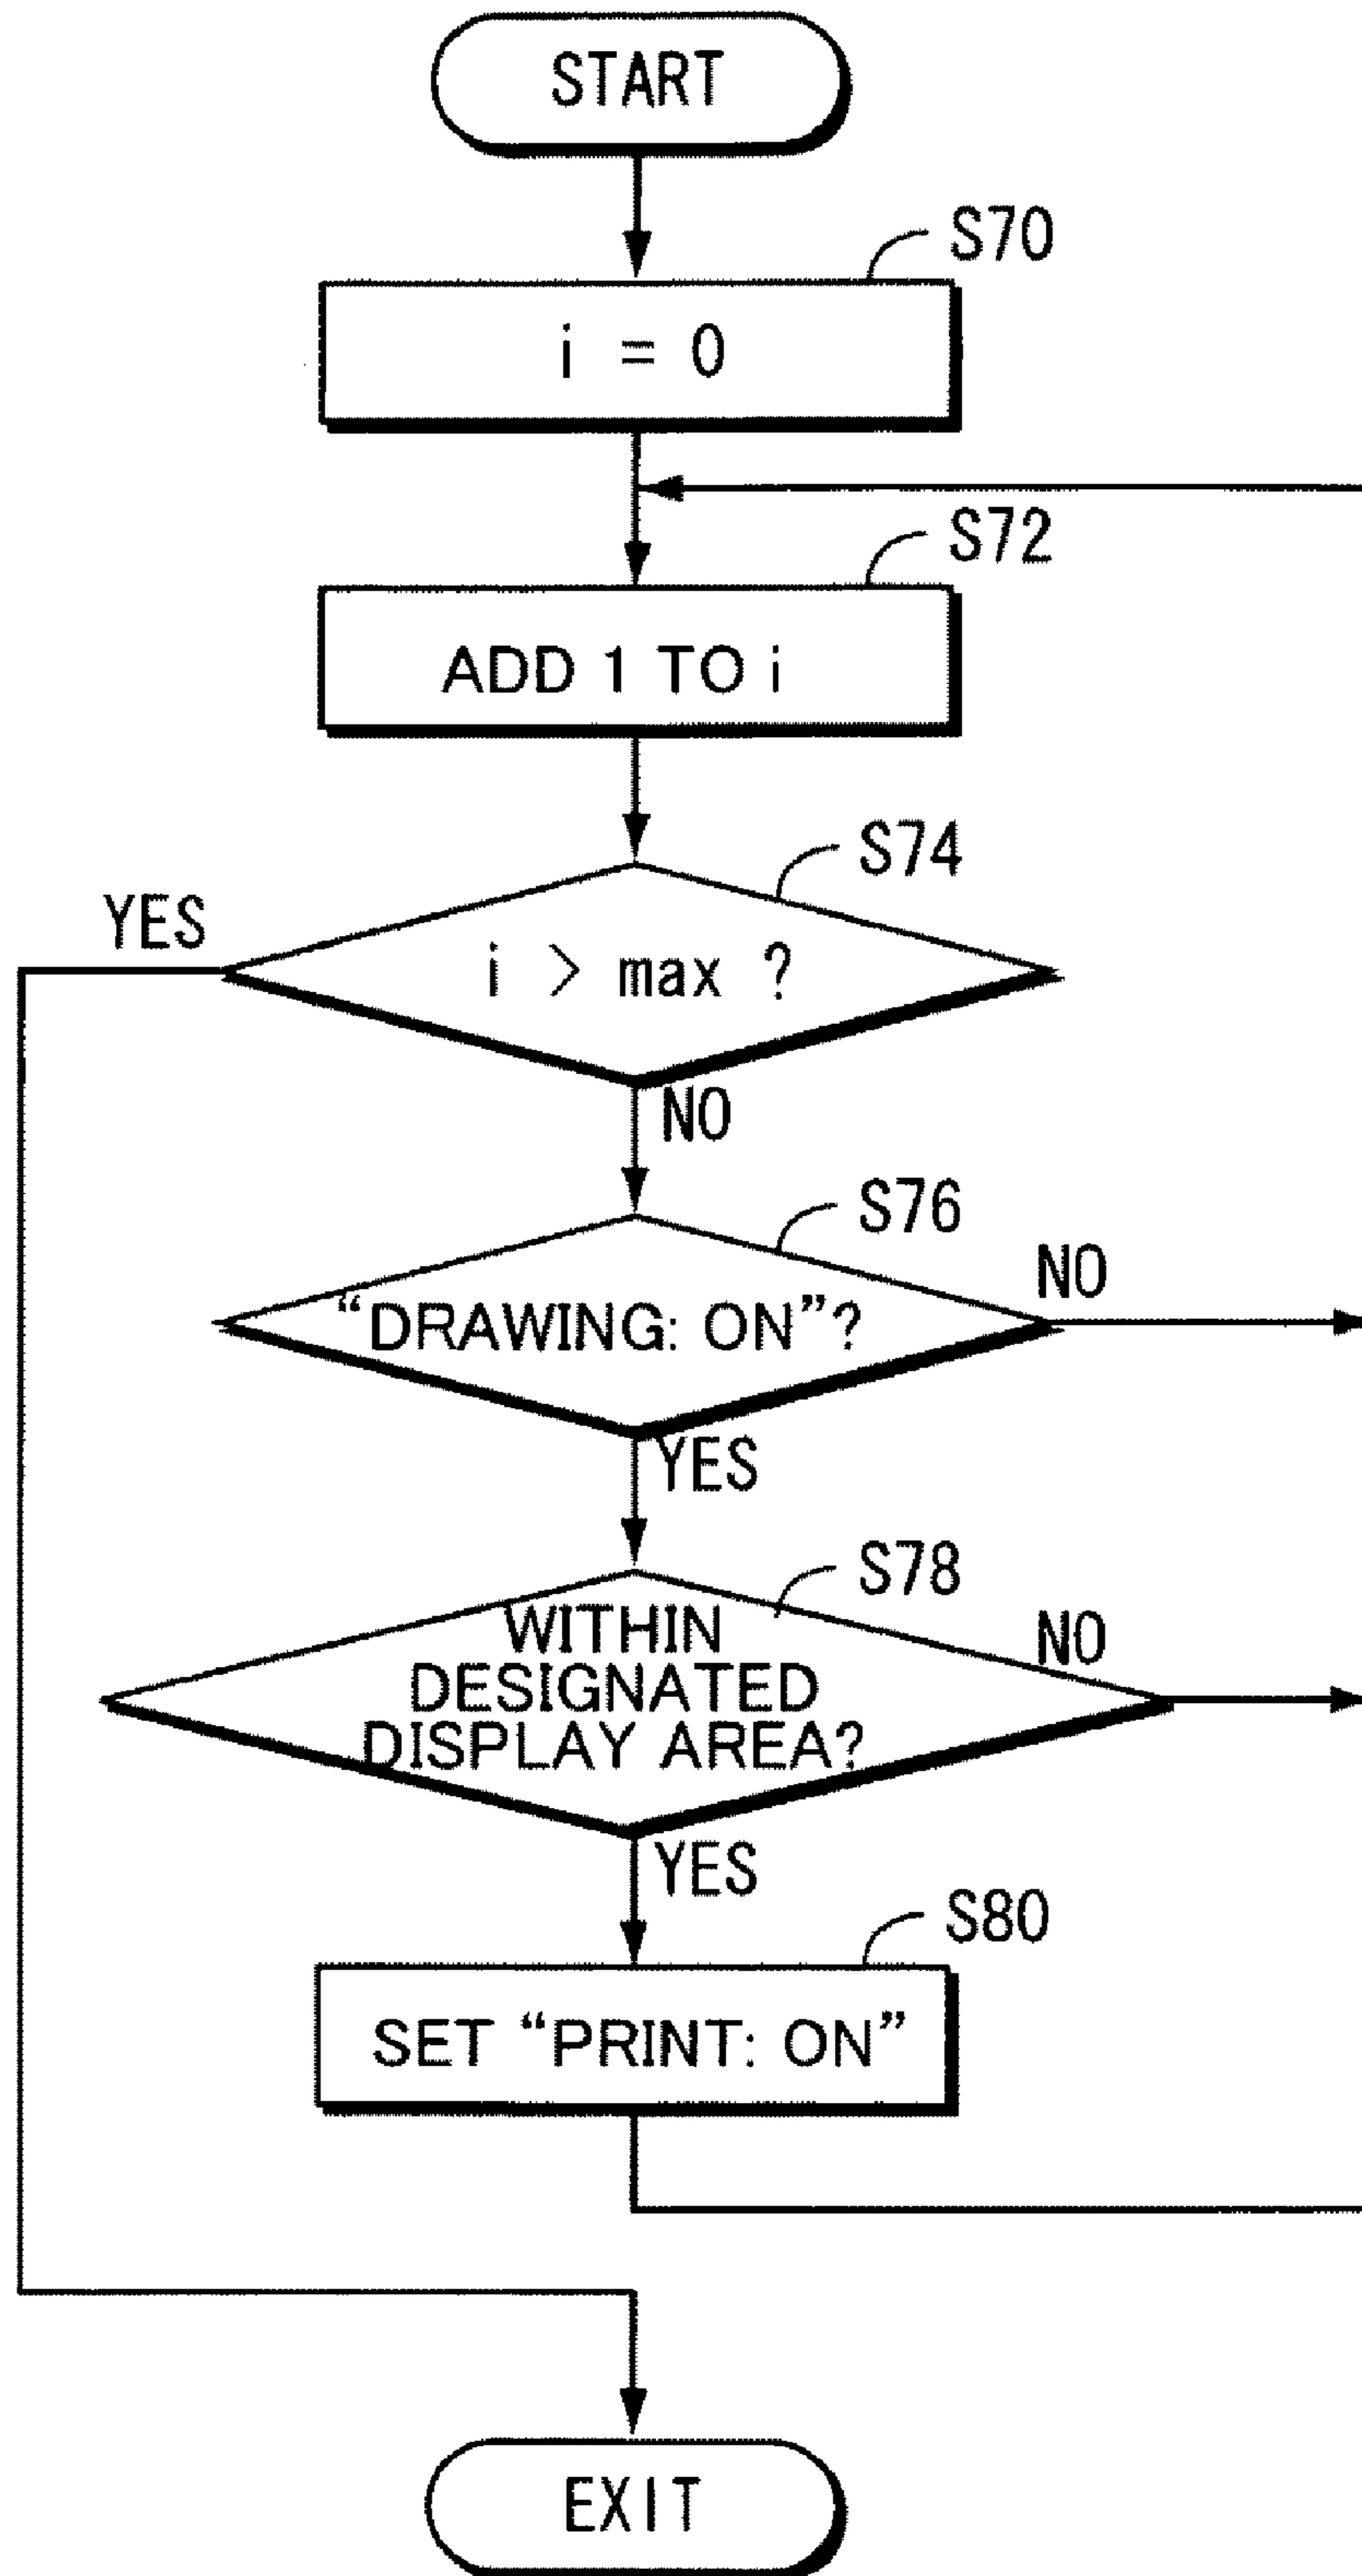 START
S70
i = 0
S72
ADD 1 TO i
S74
YES
i > max ?
NO
S76
NO
“DRAWING: ON”?
YES
S78
NO
WITHIN
DESIGNATED
DISPLAY AREA?
YES
S80
SET “PRINT: ON”
EXIT